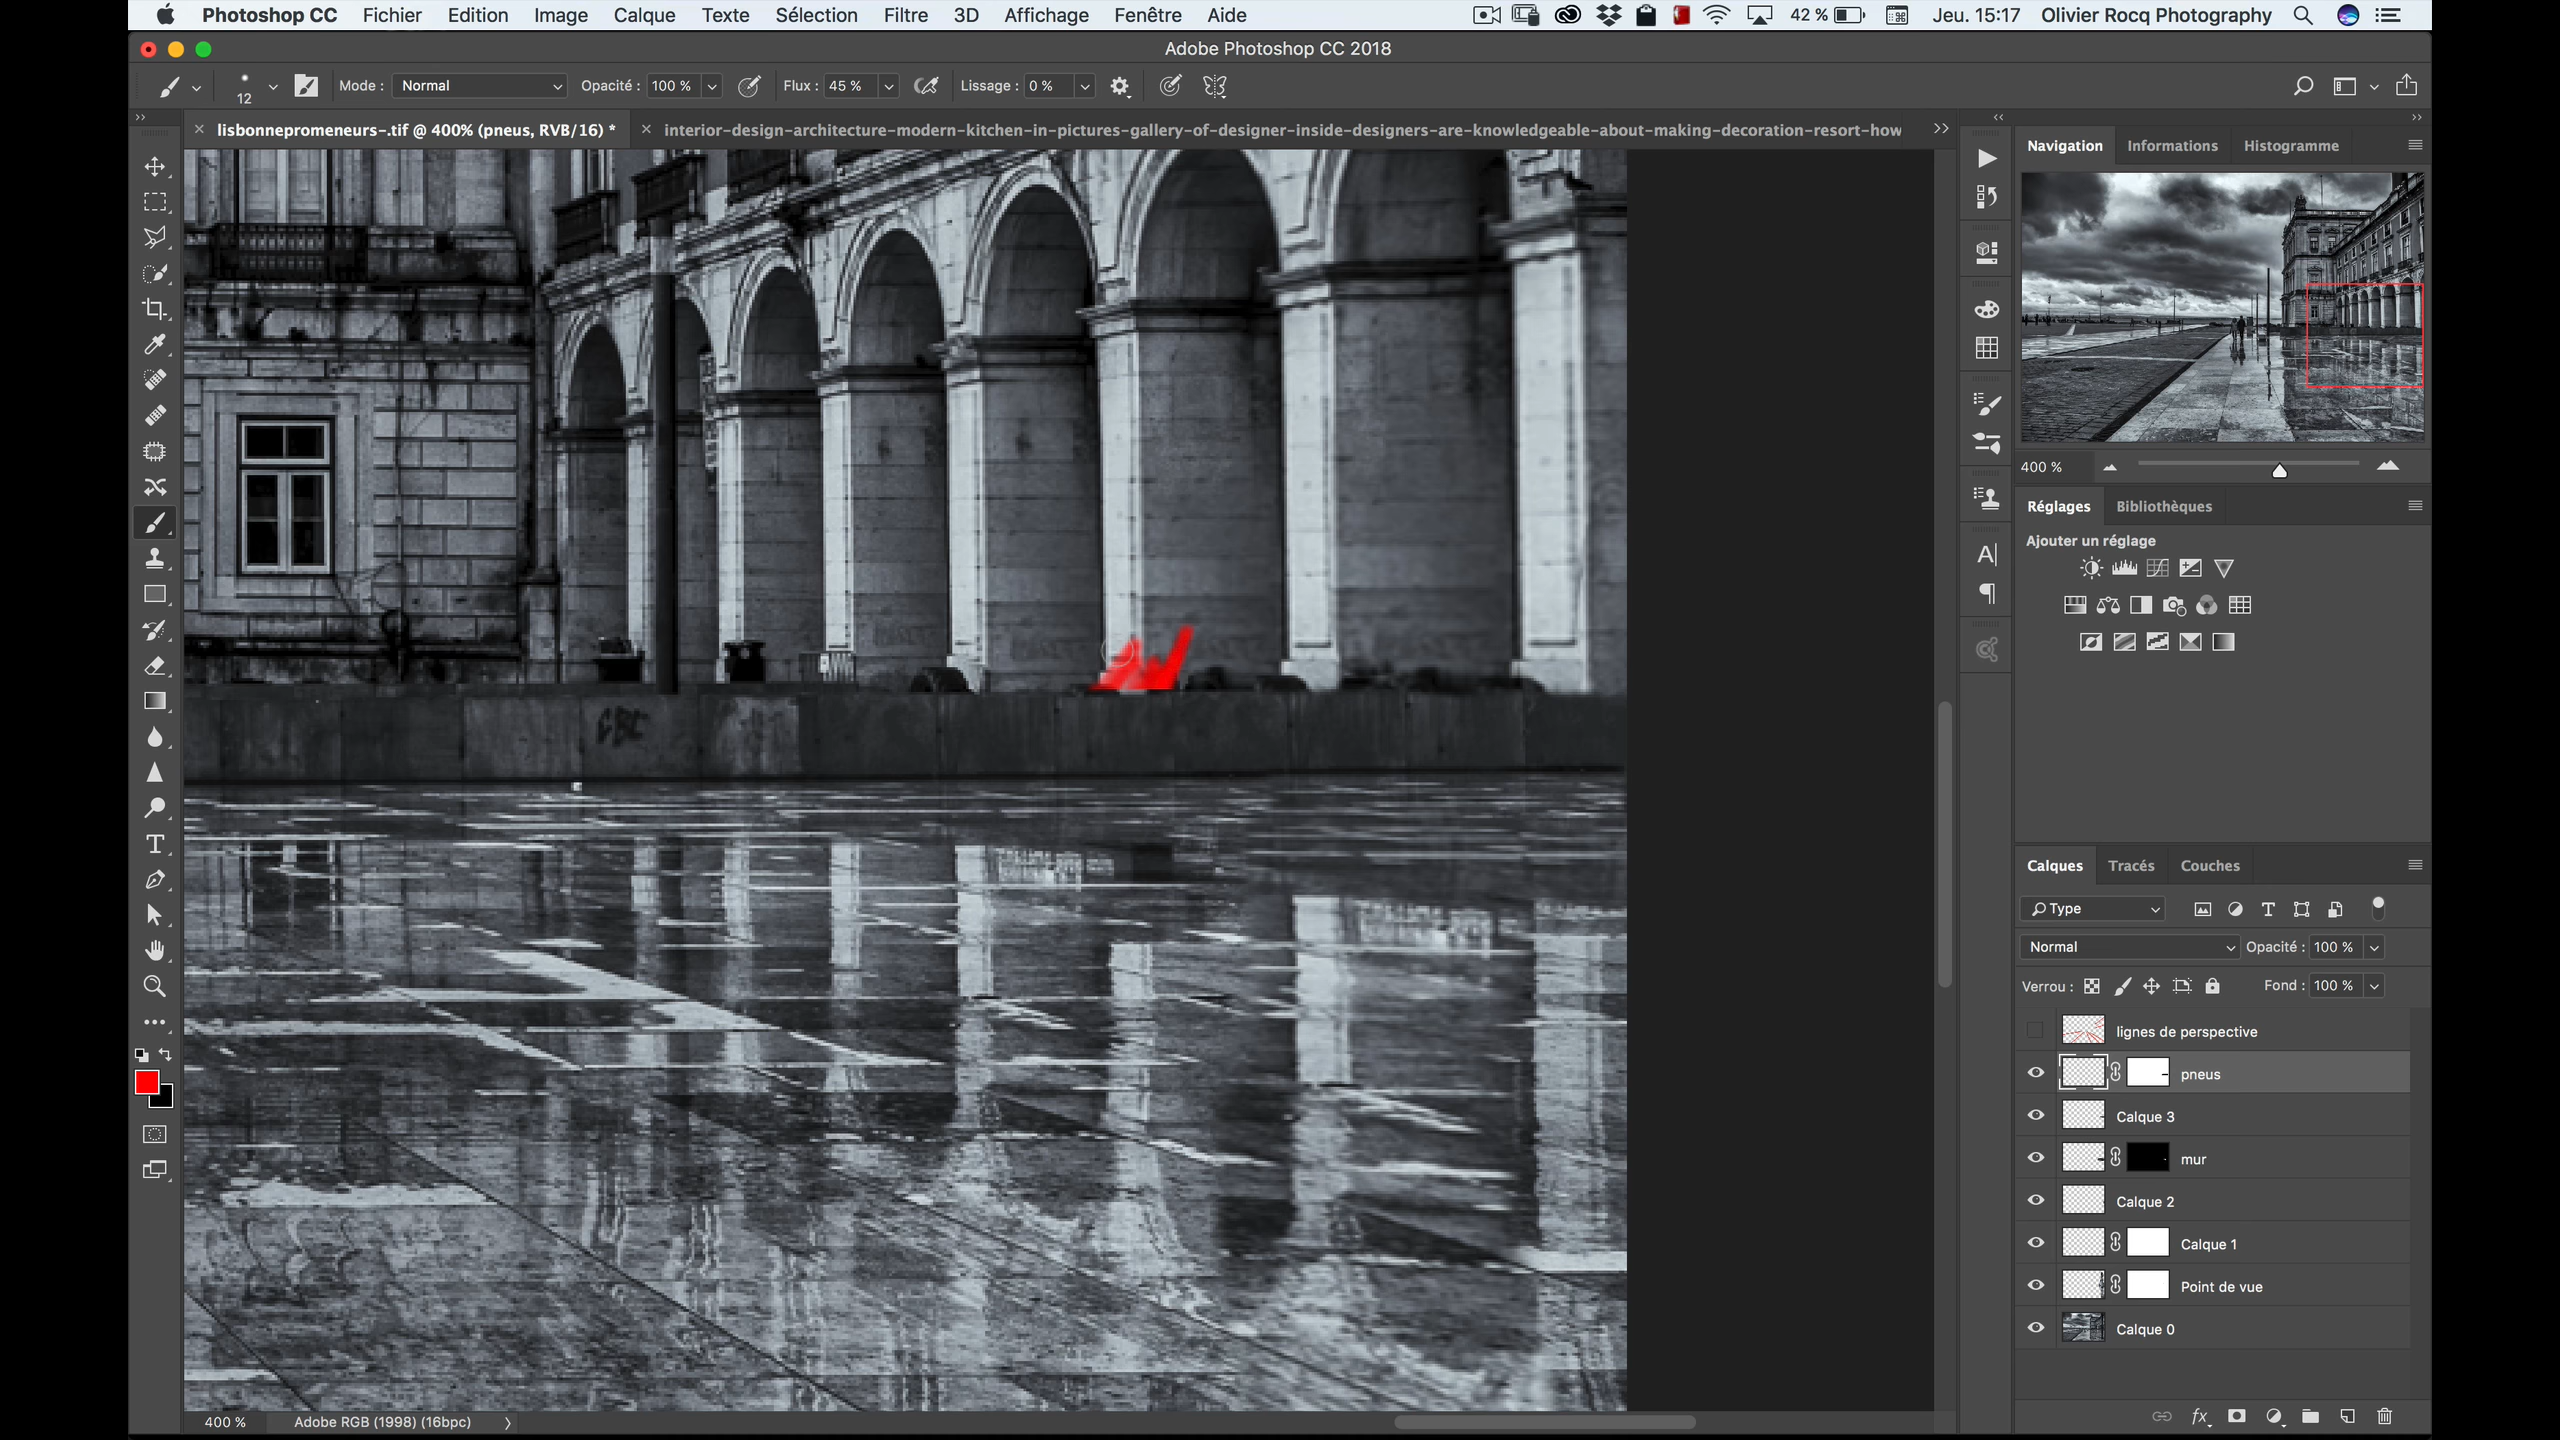 Photoshop CC Fichier Edition Image Calque Texte Sélection Filtre 3D Affichage Fenêtre Aide 42 % Jeu. 15:17 Olivier Rocq Photography
Adobe Photoshop CC 2018
12 Mode : Normal Opacité : 100 % Flux : 45 % Lissage : 0 %
lisbonnepromeneurs-.tif @ 400% (pneus, RVB/16) * interior-design-architecture-modern-kitchen-in-pictures-gallery-of-designer-inside-designers-are-knowledgeable-about-making-decoration-resort-how
Navigation Informations Histogramme
400 %
Réglages Bibliothèques
Ajouter un réglage
Calques Tracés Couches
Type
Normal Opacité : 100 %
Verrou : Fond : 100 %
lignes de perspective
pneus
Calque 3
mur
Calque 2
Calque 1
Point de vue
Calque 0
400 % Adobe RGB (1998) (16bpc)